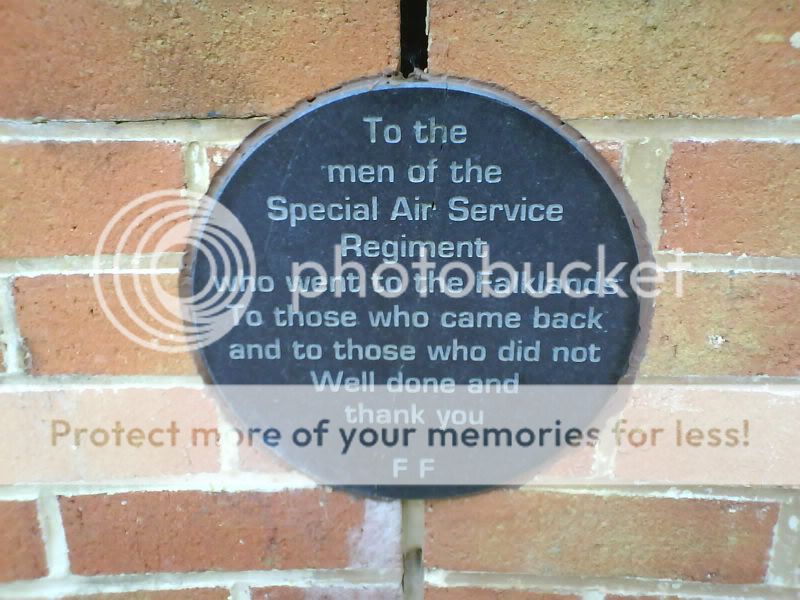 To the
men of the
Special Air Service
Regiment
who went to the Falklands
To those who came back
and to those who did not
Well done and
thank you
F F
photobucket
Protect more of your memories for less!